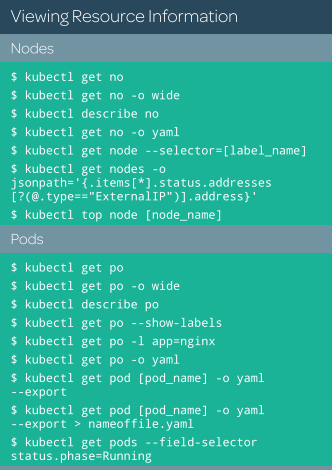 Viewing Resource Information
Nodes
$ kubectl get no
$ kubectl get no -o wide
$ kubectl describe no
$ kubectl get no -o yaml
$ kubectl get node --selector=[label_name]
$ kubectl get nodes -o
jsonpath='{.items[*].status.addresses
[?(@.type=="ExternalIP")].address}'
$ kubectl top node [node_name]
Pods
$ kubectl get po
$ kubectl get po -o wide
$ kubectl describe po
$ kubectl get po --show-labels
$ kubectl get po -l app=nginx
$ kubectl get po -o yaml
$ kubectl get pod [pod_name] -o yaml
--export
$ kubectl get pod [pod_name] -o yaml
--export > nameoffile.yaml
$ kubectl get pods --field-selector
status.phase=Running